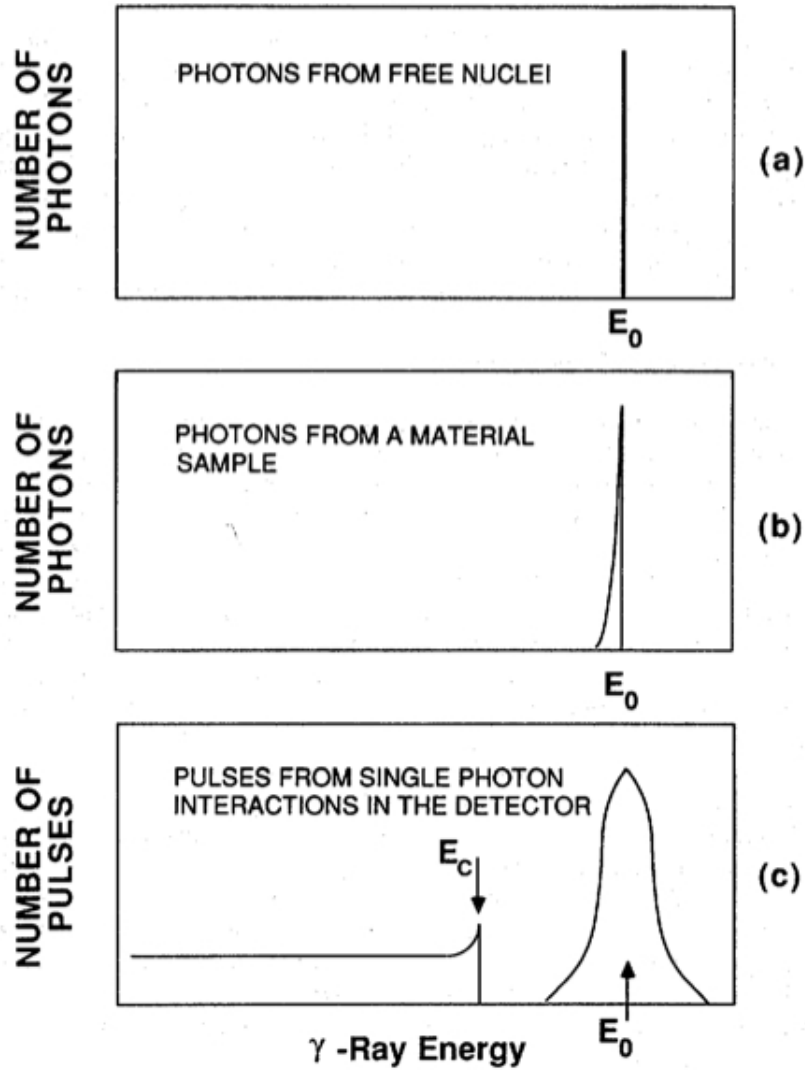 NUMBER OF
PHOTONS
PHOTONS FROM FREE NUCLEI
(a)
E₀
NUMBER OF
PHOTONS
PHOTONS FROM A MATERIAL
SAMPLE
(b)
E₀
NUMBER OF
PULSES
PULSES FROM SINGLE PHOTON
INTERACTIONS IN THE DETECTOR
E_C
(c)
E₀
γ -Ray Energy